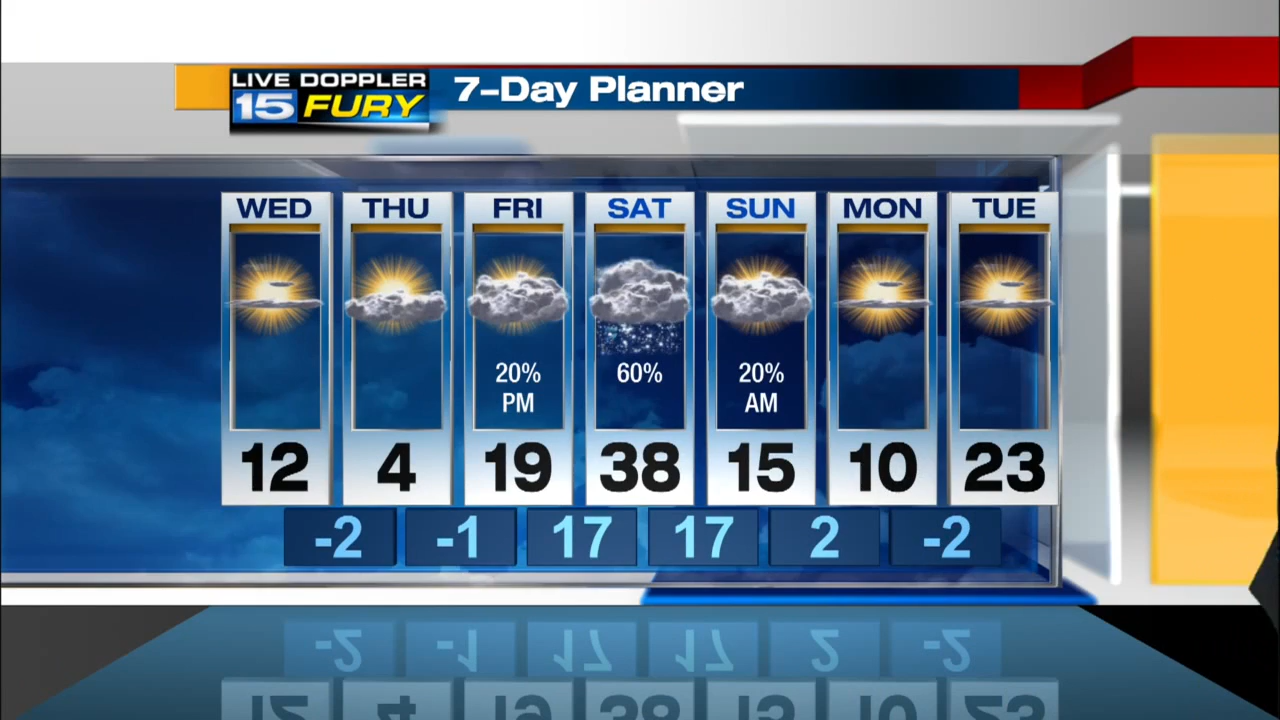 LIVE DOPPLER
15 FURY
7-Day Planner
WED THU FRI SAT SUN MON TUE
20% 60% 20%
PM AM
12 4 19 38 15 10 23
-2 -1 17 17 2 -2